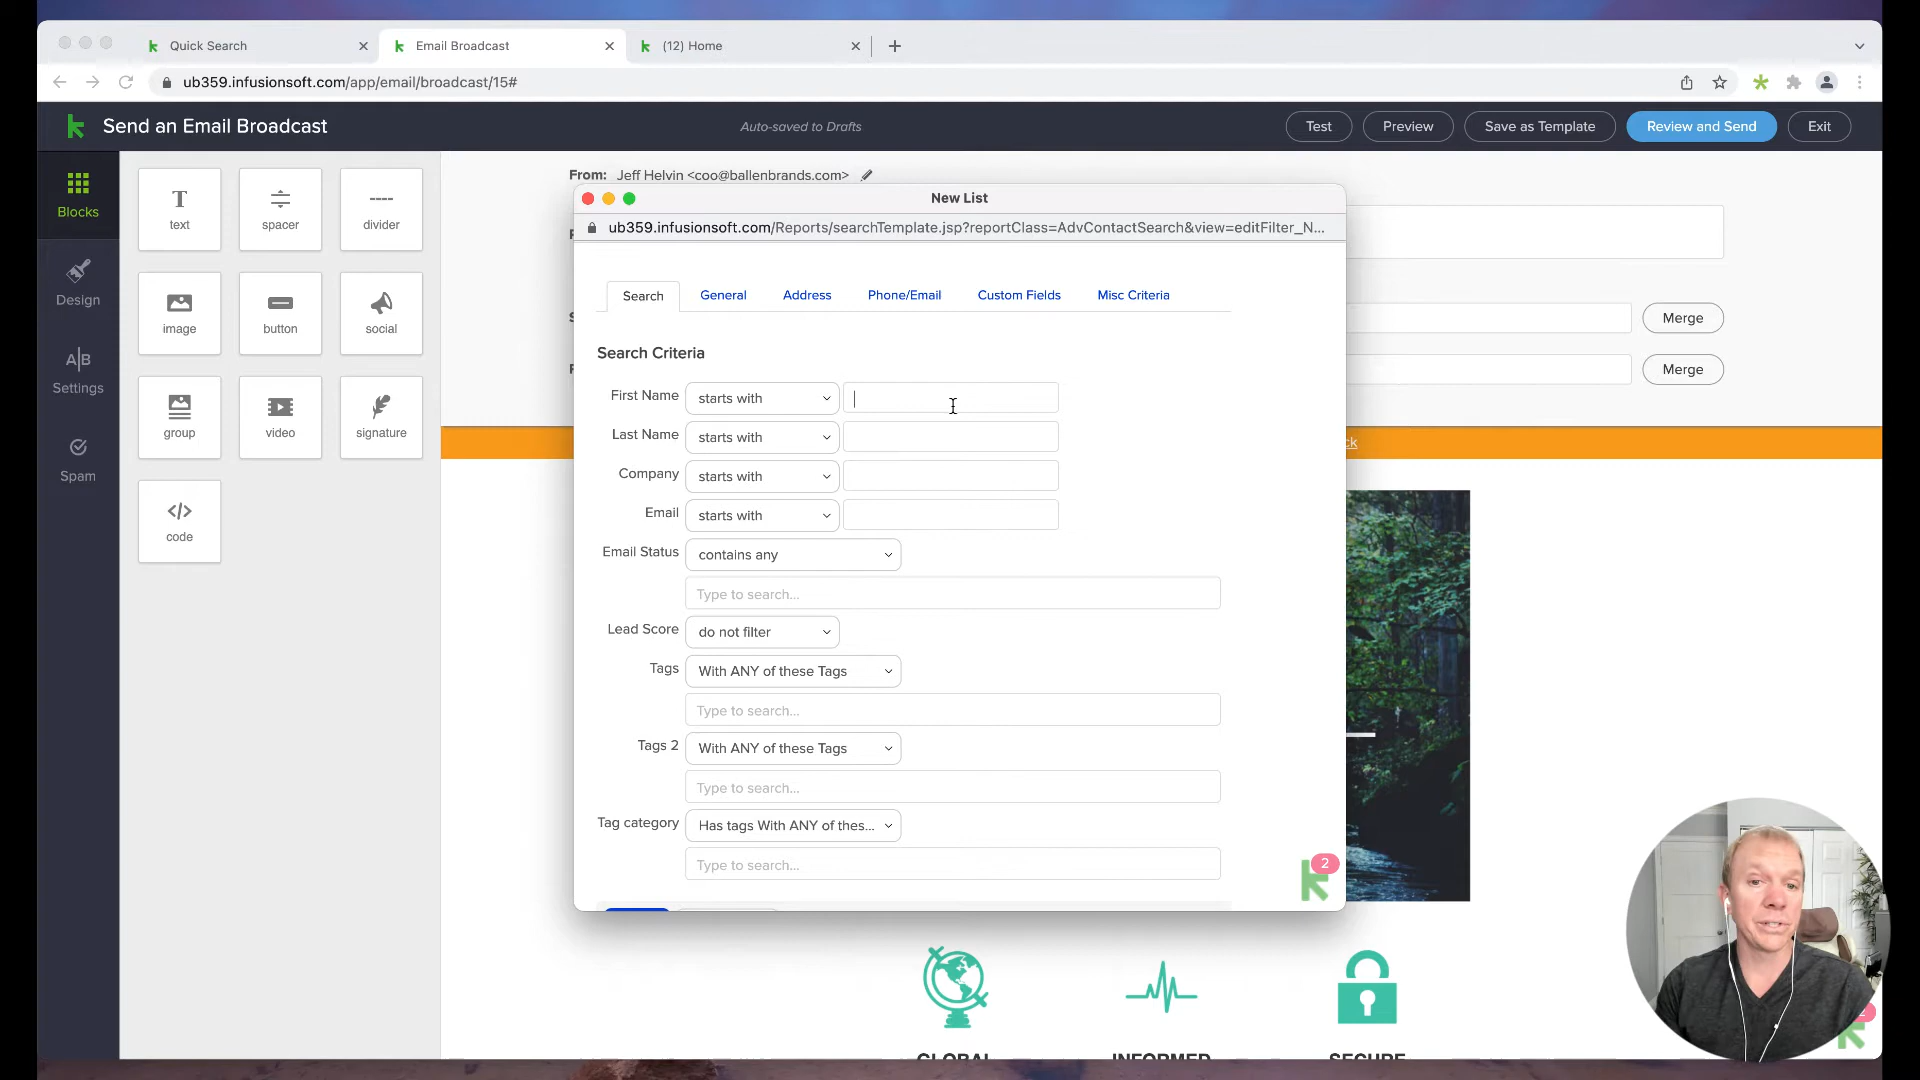 Quick Search
Email Broadcast
(12) Home
ub359.infusionsoft.com/app/email/broadcast/15#
Send an Email Broadcast
Auto-saved to Drafts
Test
Preview
Save as Template
Review and Send
Exit
Blocks
Design
Settings
Spam
text
spacer
divider
image
button
social
group
video
signature
code
From: Jeff Helvin <coo@ballenbrands.com>
Merge
Merge
New List
ub359.infusionsoft.com/Reports/searchTemplate.jsp?reportClass=AdvContactSearch&view=editFilter_N...
Search
General
Address
Phone/Email
Custom Fields
Misc Criteria
Search Criteria
First Name starts with
Last Name starts with
Company starts with
Email starts with
Email Status contains any
Type to search...
Lead Score do not filter
Tags With ANY of these Tags
Type to search...
Tags 2 With ANY of these Tags
Type to search...
Tag category Has tags With ANY of thes...
Type to search...
2
GLOBAL
INFORMED
SECURE